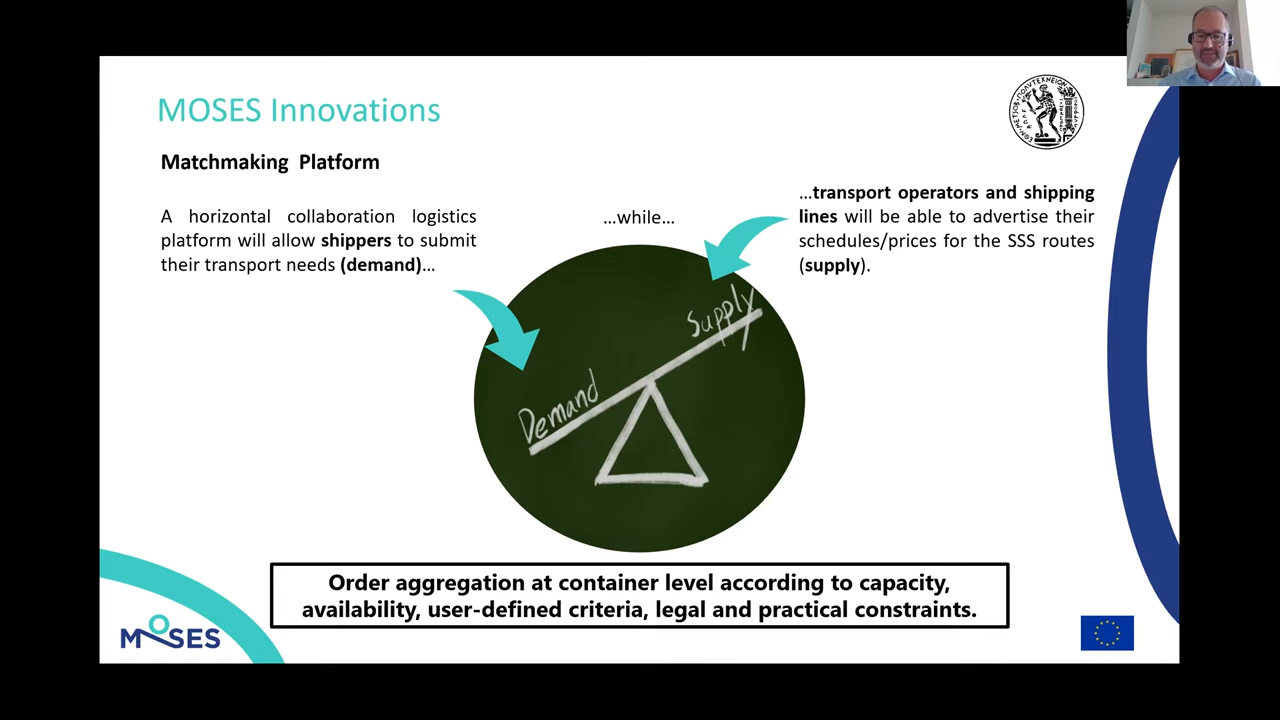 MOSES Innovations
Matchmaking Platform
A horizontal collaboration logistics
platform will allow shippers to submit
their transport needs (demand)...
...while...
...transport operators and shipping
lines will be able to advertise their
schedules/prices for the SSS routes
(supply).
Supply
Demand
Order aggregation at container level according to capacity,
availability, user-defined criteria, legal and practical constraints.
MOSES